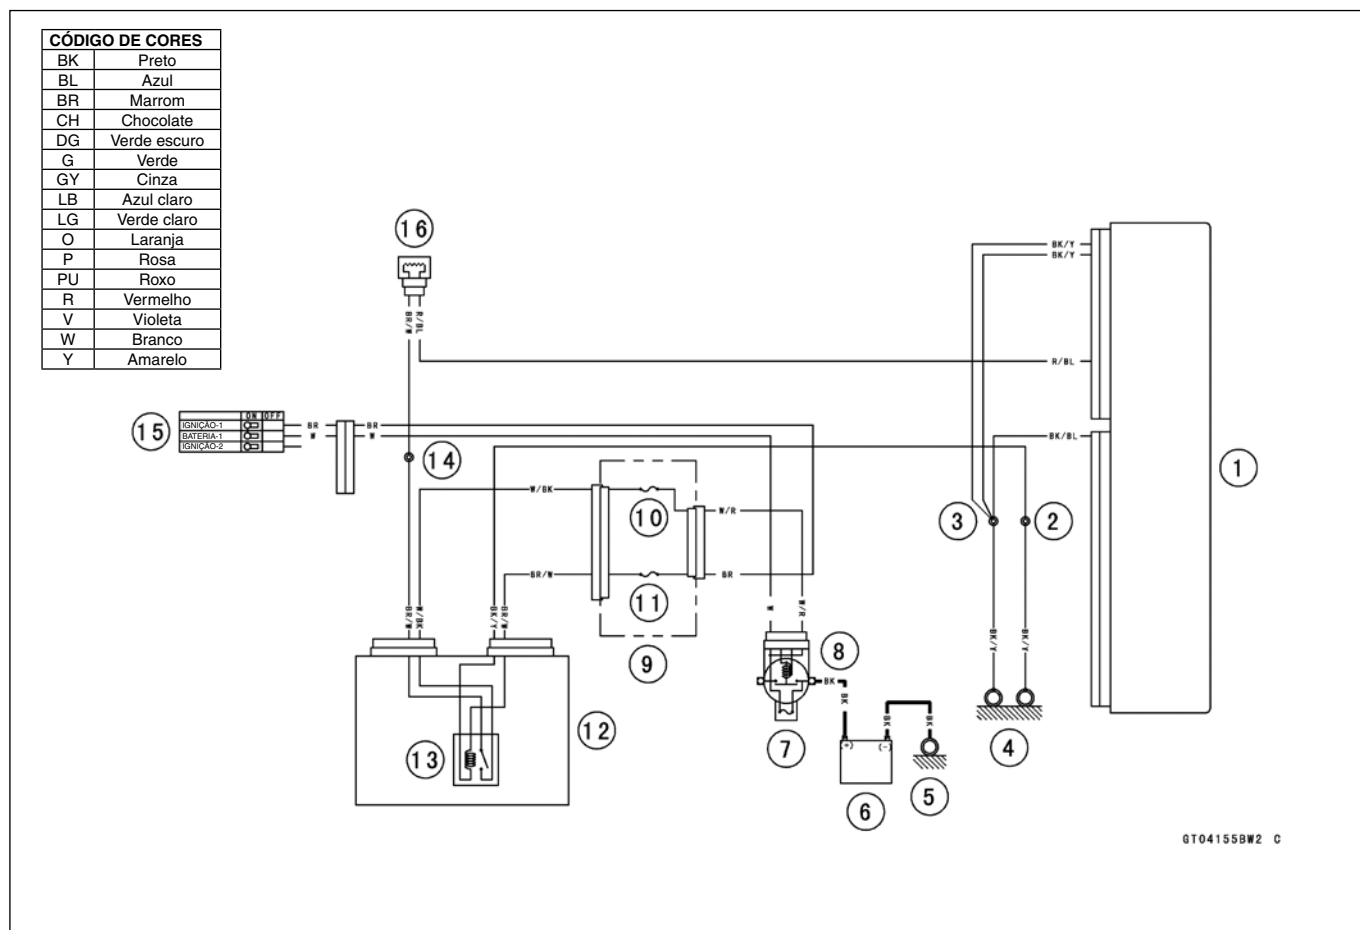 CÓDIGO DE CORES
BK Preto
BL Azul
BR Marrom
CH Chocolate
DG Verde escuro
G Verde
GY Cinza
LB Azul claro
LG Verde claro
O Laranja
P Rosa
PU Roxo
R Vermelho
V Violeta
W Branco
Y Amarelo
16
BR/W R/BL
BK/Y
BK/Y
R/BL
ON OFF
15 IGNIÇÃO-1 BR BR
BATERIA-1 W W
IGNIÇÃO-2
BK/BL
14
1
W/BK
10 W/R
3 2
BR/W BR
11
BR/W W/BK BK/Y BR/W
W W/R
BK/Y BK/Y
9
8
BK
BK
BK BK
12
13
7
4
(+) (-)
6
5
GT04155BW2 C